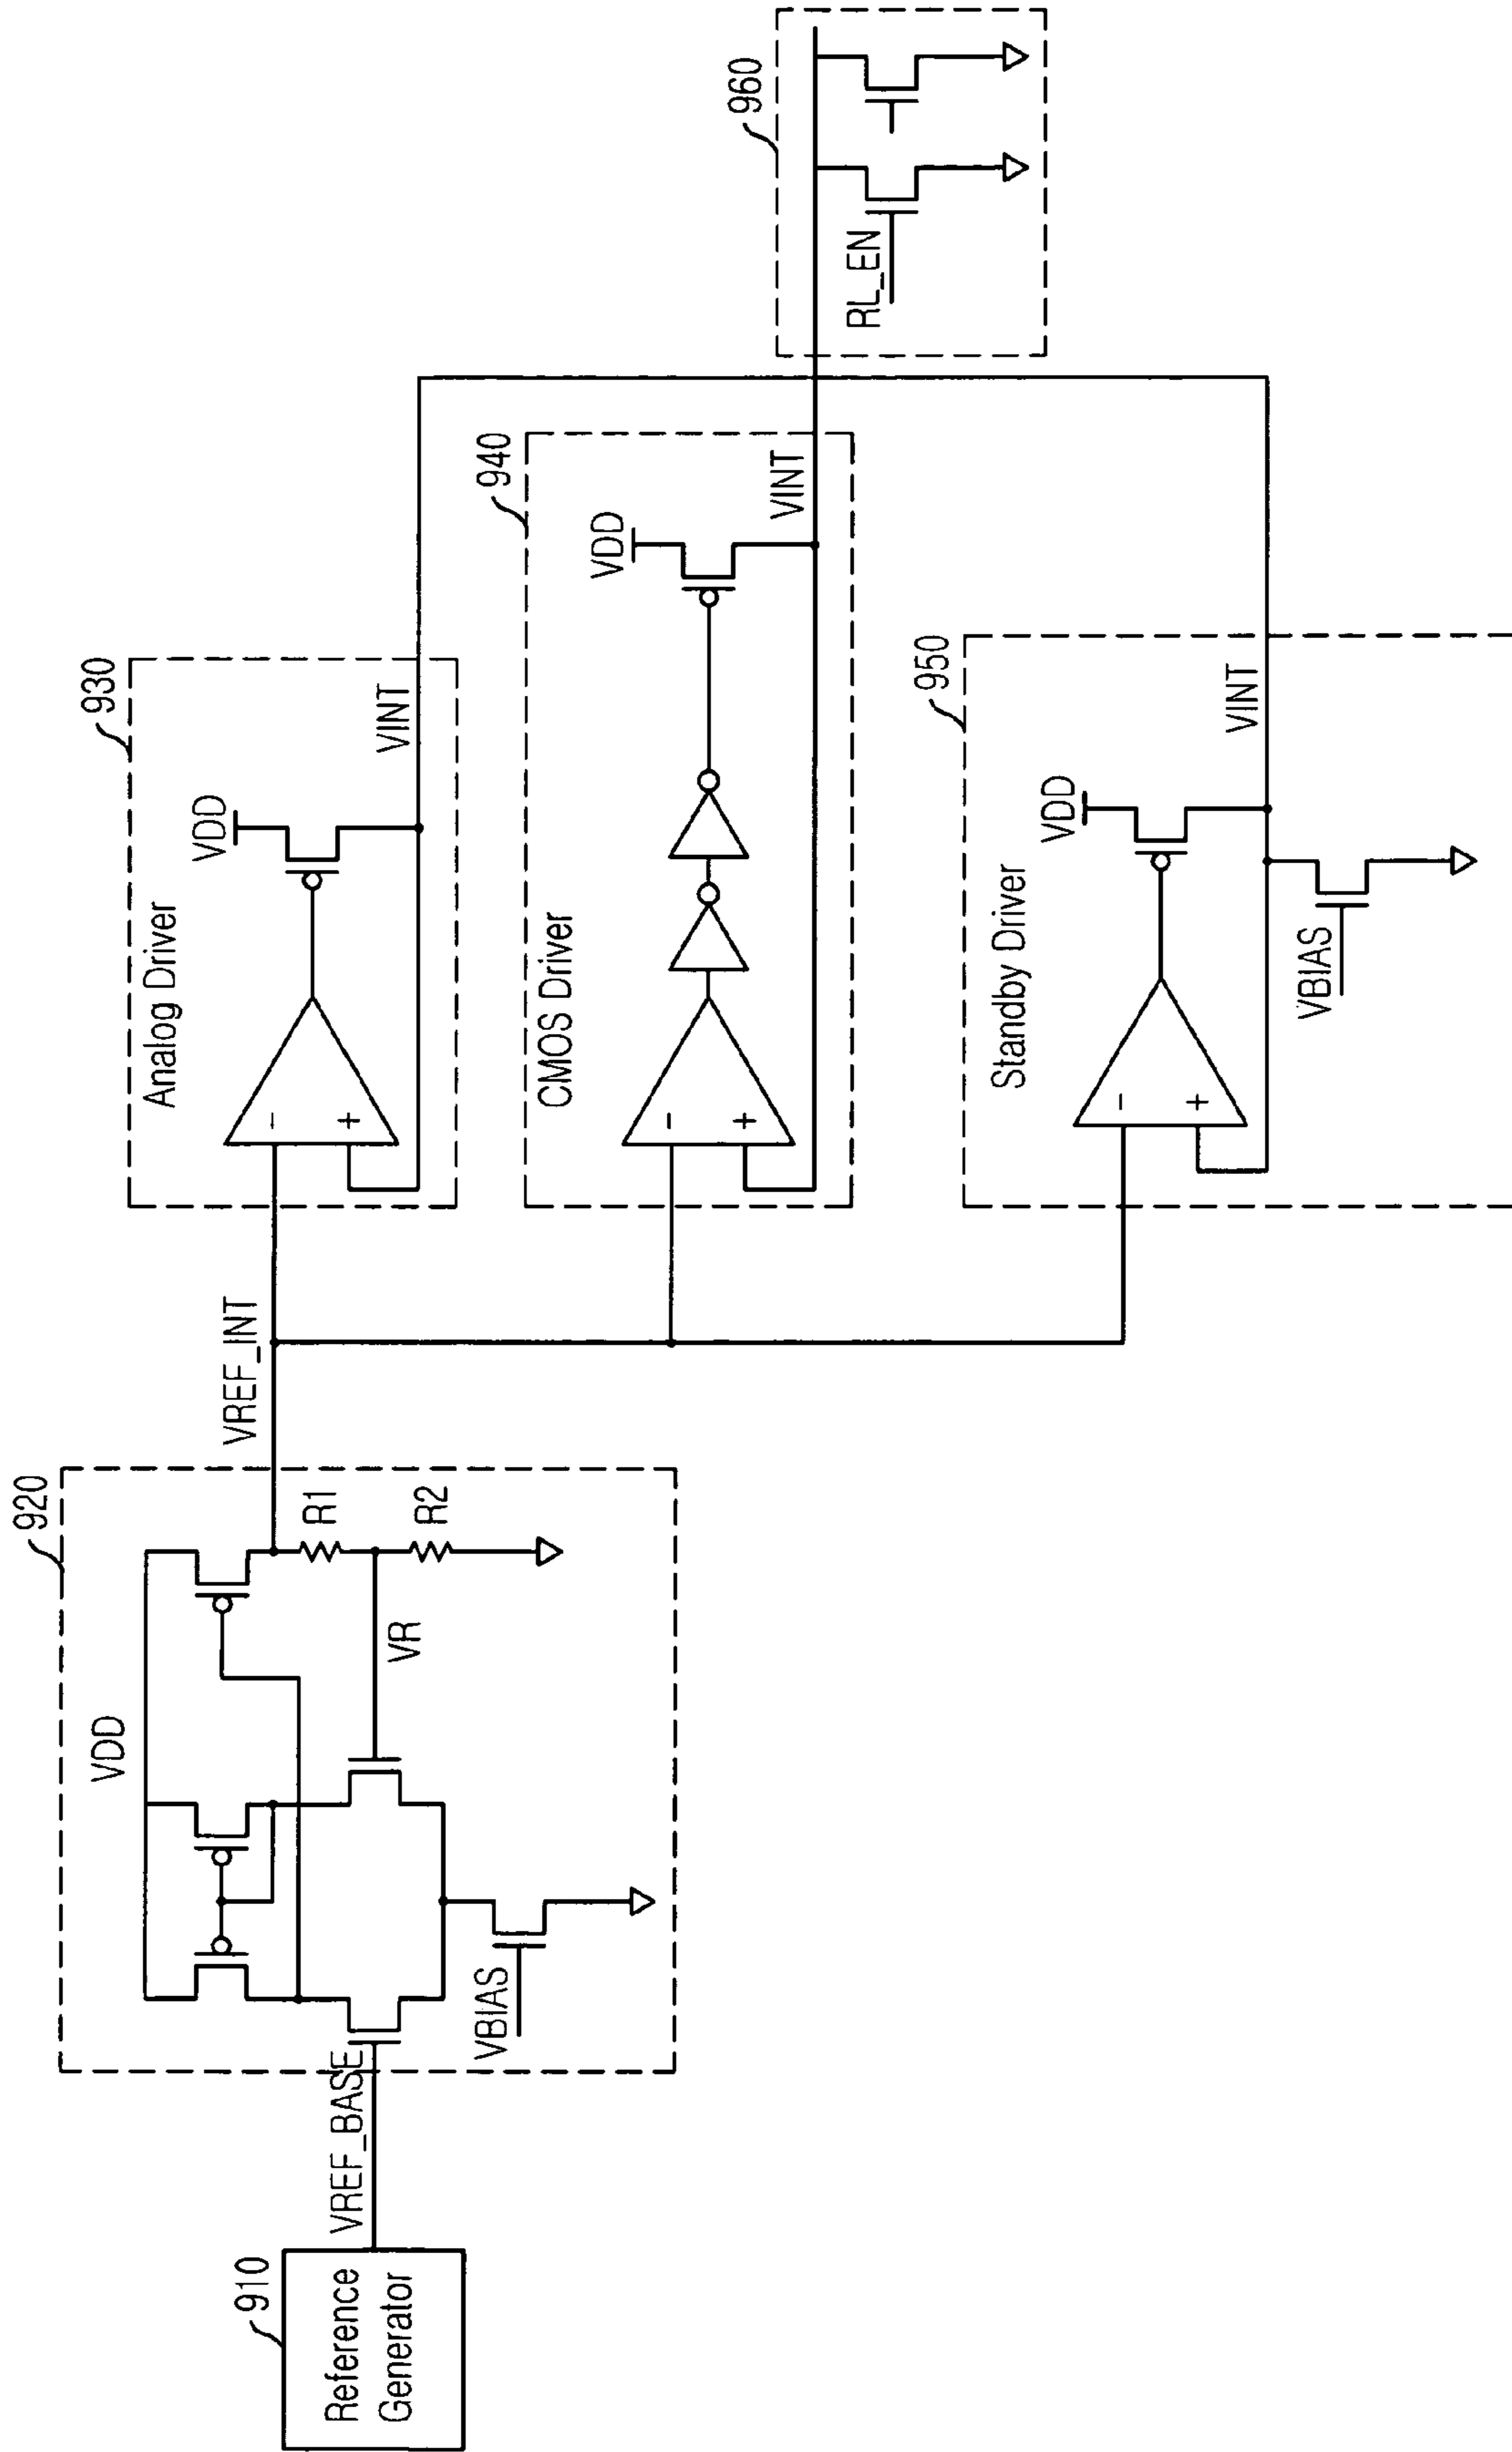 910
Reference
Generator
VREF_BASE
920
VDD
VBIAS
VR
R1
R2
VREF_INT
930
Analog Driver
-
+
VDD
VINT
940
CMOS Driver
-
+
VDD
VINT
950
Standby Driver
-
+
VDD
VBIAS
VINT
960
RL_EN